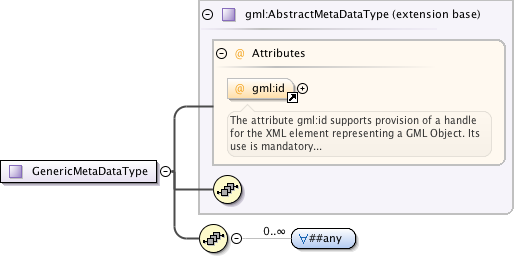 gml:AbstractMetaDataType (extension base)
@ Attributes
@ gml:id
The attribute gml:id supports provision of a handle
for the XML element representing a GML Object. Its
use is mandatory...
GenericMetaDataType
0..∞
∀##any